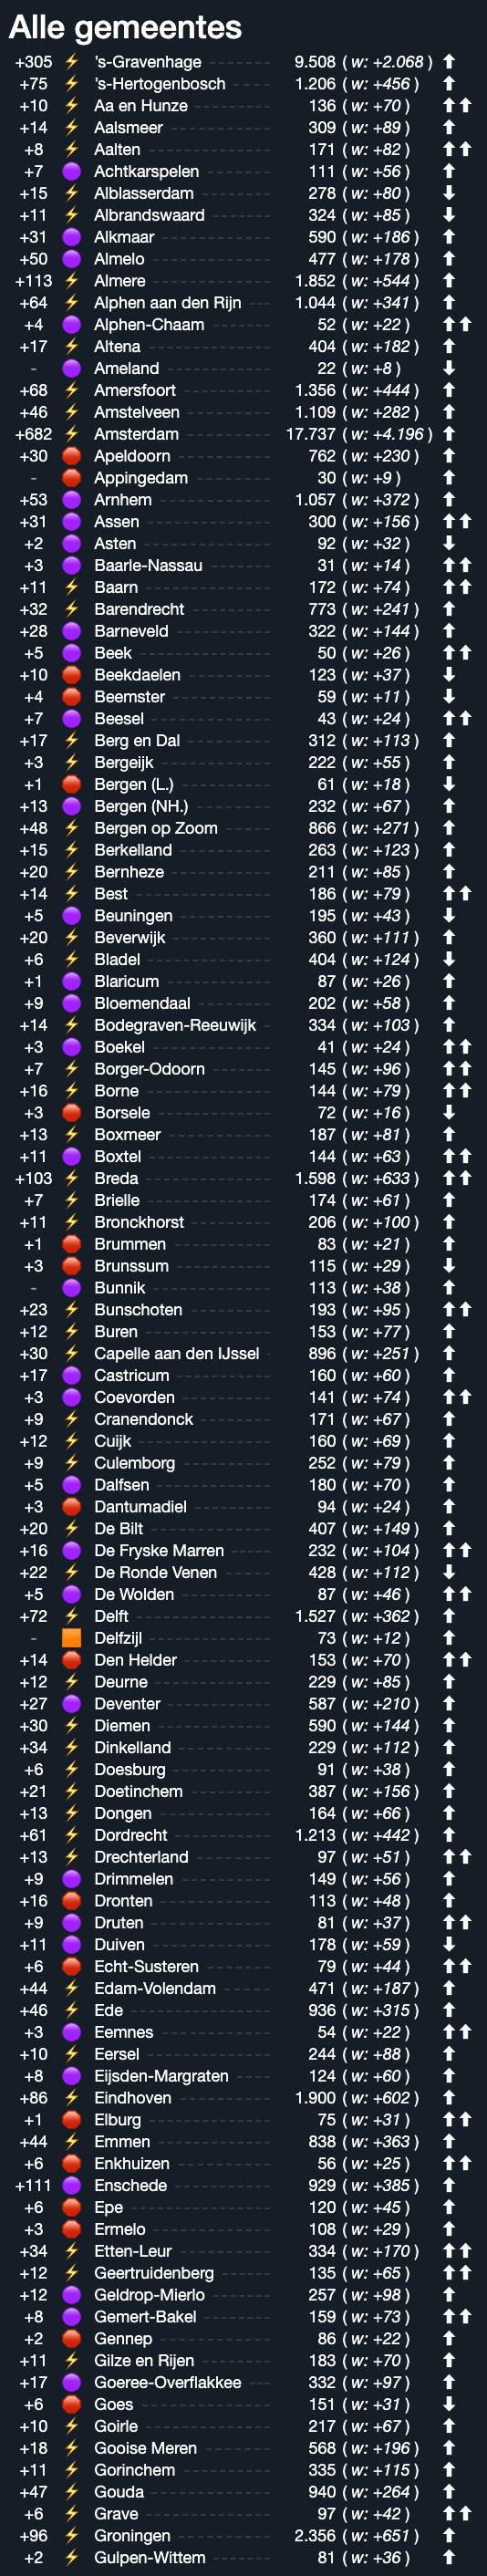 Alle gemeentes
+305 ⚡ 's-Gravenhage 9.508 ( w: +2.068 ) ⬆
+75 ⚡ 's-Hertogenbosch 1.206 ( w: +456 ) ⬆
+10 ⚡ Aa en Hunze 136 ( w: +70 ) ⬆⬆
+14 ⚡ Aalsmeer 309 ( w: +89 ) ⬆
+8 ⚡ Aalten 171 ( w: +82 ) ⬆⬆
+7 🟣 Achtkarspelen 111 ( w: +56 ) ⬆
+15 ⚡ Alblasserdam 278 ( w: +80 ) ⬇
+11 ⚡ Albrandswaard 324 ( w: +85 ) ⬇
+31 🟣 Alkmaar 590 ( w: +186 ) ⬆
+50 🟣 Almelo 477 ( w: +178 ) ⬆
+113 ⚡ Almere 1.852 ( w: +544 ) ⬆
+64 ⚡ Alphen aan den Rijn 1.044 ( w: +341 ) ⬆
+4 🟣 Alphen-Chaam 52 ( w: +22 ) ⬆⬆
+17 ⚡ Altena 404 ( w: +182 ) ⬆
- 🟣 Ameland 22 ( w: +8 ) ⬇
+68 ⚡ Amersfoort 1.356 ( w: +444 ) ⬆
+46 ⚡ Amstelveen 1.109 ( w: +282 ) ⬆
+682 ⚡ Amsterdam 17.737 ( w: +4.196 ) ⬆
+30 🛑 Apeldoorn 762 ( w: +230 ) ⬆
- 🛑 Appingedam 30 ( w: +9 ) ⬆
+53 🟣 Arnhem 1.057 ( w: +372 ) ⬆
+31 🟣 Assen 300 ( w: +156 ) ⬆⬆
+2 🟣 Asten 92 ( w: +32 ) ⬇
+3 🟣 Baarle-Nassau 31 ( w: +14 ) ⬆⬆
+11 ⚡ Baarn 172 ( w: +74 ) ⬆⬆
+32 ⚡ Barendrecht 773 ( w: +241 ) ⬆
+28 🟣 Barneveld 322 ( w: +144 ) ⬆
+5 🟣 Beek 50 ( w: +26 ) ⬆⬆
+10 🛑 Beekdaelen 123 ( w: +37 ) ⬇
+4 🛑 Beemster 59 ( w: +11 ) ⬇
+7 🟣 Beesel 43 ( w: +24 ) ⬆⬆
+17 ⚡ Berg en Dal 312 ( w: +113 ) ⬆
+3 ⚡ Bergeijk 222 ( w: +55 ) ⬆
+1 🛑 Bergen (L.) 61 ( w: +18 ) ⬇
+13 🟣 Bergen (NH.) 232 ( w: +67 ) ⬆
+48 ⚡ Bergen op Zoom 866 ( w: +271 ) ⬆
+15 ⚡ Berkelland 263 ( w: +123 ) ⬆
+20 ⚡ Bernheze 211 ( w: +85 ) ⬆
+14 ⚡ Best 186 ( w: +79 ) ⬆⬆
+5 🟣 Beuningen 195 ( w: +43 ) ⬇
+20 ⚡ Beverwijk 360 ( w: +111 ) ⬆
+6 ⚡ Bladel 404 ( w: +124 ) ⬇
+1 🟣 Blaricum 87 ( w: +26 ) ⬆
+9 🟣 Bloemendaal 202 ( w: +58 ) ⬆
+14 ⚡ Bodegraven-Reeuwijk 334 ( w: +103 ) ⬆
+3 🟣 Boekel 41 ( w: +24 ) ⬆⬆
+7 ⚡ Borger-Odoorn 145 ( w: +96 ) ⬆⬆
+16 ⚡ Borne 144 ( w: +79 ) ⬆⬆
+3 🛑 Borsele 72 ( w: +16 ) ⬇
+13 ⚡ Boxmeer 187 ( w: +81 ) ⬆
+11 🟣 Boxtel 144 ( w: +63 ) ⬆⬆
+103 ⚡ Breda 1.598 ( w: +633 ) ⬆⬆
+7 ⚡ Brielle 174 ( w: +61 ) ⬆
+11 ⚡ Bronckhorst 206 ( w: +100 ) ⬆
+1 🛑 Brummen 83 ( w: +21 ) ⬆
+3 🛑 Brunssum 115 ( w: +29 ) ⬇
- 🟣 Bunnik 113 ( w: +38 ) ⬆
+23 ⚡ Bunschoten 193 ( w: +95 ) ⬆⬆
+12 ⚡ Buren 153 ( w: +77 ) ⬆
+30 ⚡ Capelle aan den IJssel 896 ( w: +251 ) ⬆
+17 🟣 Castricum 160 ( w: +60 ) ⬆
+3 🟣 Coevorden 141 ( w: +74 ) ⬆⬆
+9 ⚡ Cranendonck 171 ( w: +67 ) ⬆
+12 ⚡ Cuijk 160 ( w: +69 ) ⬆
+9 ⚡ Culemborg 252 ( w: +79 ) ⬆
+5 🟣 Dalfsen 180 ( w: +70 ) ⬆
+3 🛑 Dantumadiel 94 ( w: +24 ) ⬆
+20 ⚡ De Bilt 407 ( w: +149 ) ⬆
+16 🟣 De Fryske Marren 232 ( w: +104 ) ⬆⬆
+22 ⚡ De Ronde Venen 428 ( w: +112 ) ⬇
+5 🟣 De Wolden 87 ( w: +46 ) ⬆⬆
+72 ⚡ Delft 1.527 ( w: +362 ) ⬆
- 🟧 Delfzijl 73 ( w: +12 ) ⬆
+14 🛑 Den Helder 153 ( w: +70 ) ⬆⬆
+12 ⚡ Deurne 229 ( w: +85 ) ⬆
+27 🟣 Deventer 587 ( w: +210 ) ⬆
+30 ⚡ Diemen 590 ( w: +144 ) ⬆
+34 ⚡ Dinkelland 229 ( w: +112 ) ⬆
+6 ⚡ Doesburg 91 ( w: +38 ) ⬆
+21 ⚡ Doetinchem 387 ( w: +156 ) ⬆
+13 ⚡ Dongen 164 ( w: +66 ) ⬆
+61 ⚡ Dordrecht 1.213 ( w: +442 ) ⬆
+13 ⚡ Drechterland 97 ( w: +51 ) ⬆⬆
+9 🟣 Drimmelen 149 ( w: +56 ) ⬆
+16 🛑 Dronten 113 ( w: +48 ) ⬆
+9 🟣 Druten 81 ( w: +37 ) ⬆⬆
+11 🟣 Duiven 178 ( w: +59 ) ⬇
+6 🛑 Echt-Susteren 79 ( w: +44 ) ⬆⬆
+44 ⚡ Edam-Volendam 471 ( w: +187 ) ⬆
+46 ⚡ Ede 936 ( w: +315 ) ⬆
+3 🟣 Eemnes 54 ( w: +22 ) ⬆⬆
+10 ⚡ Eersel 244 ( w: +88 ) ⬆
+8 🟣 Eijsden-Margraten 124 ( w: +60 ) ⬆
+86 ⚡ Eindhoven 1.900 ( w: +602 ) ⬆
+1 🛑 Elburg 75 ( w: +31 ) ⬆⬆
+44 ⚡ Emmen 838 ( w: +363 ) ⬆
+6 🛑 Enkhuizen 56 ( w: +25 ) ⬆⬆
+111 🟣 Enschede 929 ( w: +385 ) ⬆
+6 🛑 Epe 120 ( w: +45 ) ⬆
+3 🛑 Ermelo 108 ( w: +29 ) ⬆
+34 ⚡ Etten-Leur 334 ( w: +170 ) ⬆⬆
+12 ⚡ Geertruidenberg 135 ( w: +65 ) ⬆⬆
+12 🟣 Geldrop-Mierlo 257 ( w: +98 ) ⬆
+8 🟣 Gemert-Bakel 159 ( w: +73 ) ⬆⬆
+2 🛑 Gennep 86 ( w: +22 ) ⬆
+11 ⚡ Gilze en Rijen 183 ( w: +70 ) ⬆
+17 🟣 Goeree-Overflakkee 332 ( w: +97 ) ⬆
+6 🛑 Goes 151 ( w: +31 ) ⬇
+10 ⚡ Goirle 217 ( w: +67 ) ⬆
+18 ⚡ Gooise Meren 568 ( w: +196 ) ⬆
+11 ⚡ Gorinchem 335 ( w: +115 ) ⬆
+47 ⚡ Gouda 940 ( w: +264 ) ⬆
+6 ⚡ Grave 97 ( w: +42 ) ⬆⬆
+96 ⚡ Groningen 2.356 ( w: +651 ) ⬆
+2 ⚡ Gulpen-Wittem 81 ( w: +36 ) ⬆